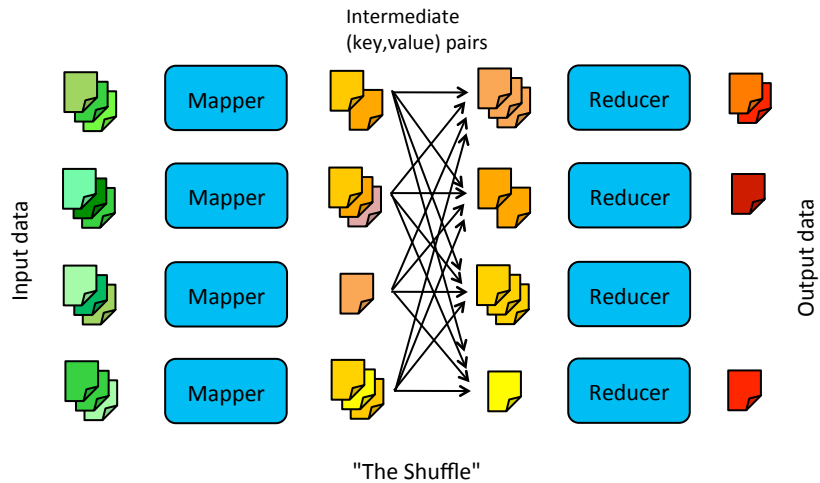 Intermediate
(key,value) pairs
Mapper
Reducer
Mapper
Reducer
Input data
Output data
Mapper
Reducer
Mapper
Reducer
"The Shuffle"